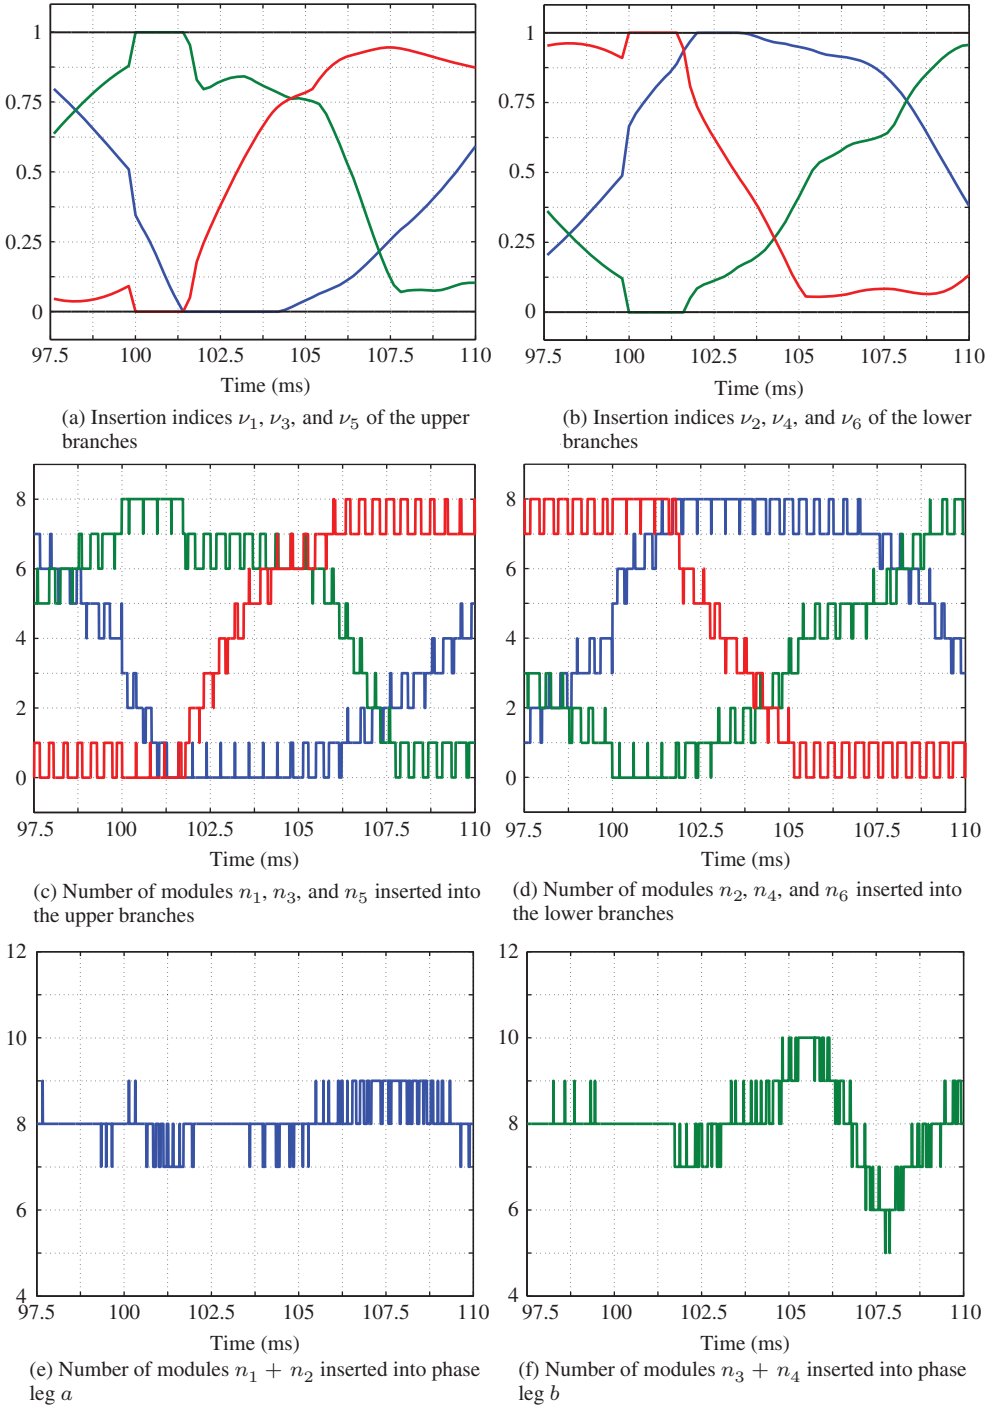 1
0.75
0.5
0.25
0
97.5 100 102.5 105 107.5 110
Time (ms)
(a) Insertion indices ν1, ν3, and ν5 of the upper
branches
1
0.75
0.5
0.25
0
97.5 100 102.5 105 107.5 110
Time (ms)
(b) Insertion indices ν2, ν4, and ν6 of the lower
branches
8
6
4
2
0
97.5 100 102.5 105 107.5 110
Time (ms)
(c) Number of modules n1, n3, and n5 inserted into
the upper branches
8
6
4
2
0
97.5 100 102.5 105 107.5 110
Time (ms)
(d) Number of modules n2, n4, and n6 inserted into
the lower branches
12
10
8
6
4
97.5 100 102.5 105 107.5 110
Time (ms)
(e) Number of modules n1 + n2 inserted into phase
leg a
12
10
8
6
4
97.5 100 102.5 105 107.5 110
Time (ms)
(f) Number of modules n3 + n4 inserted into phase
leg b